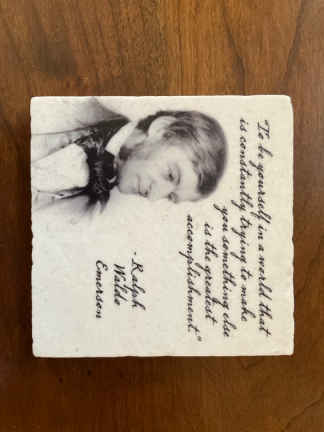 "To be yourself in a world that
is constantly trying to make
you something else
is the greatest
accomplishment."
- Ralph
Waldo
Emerson